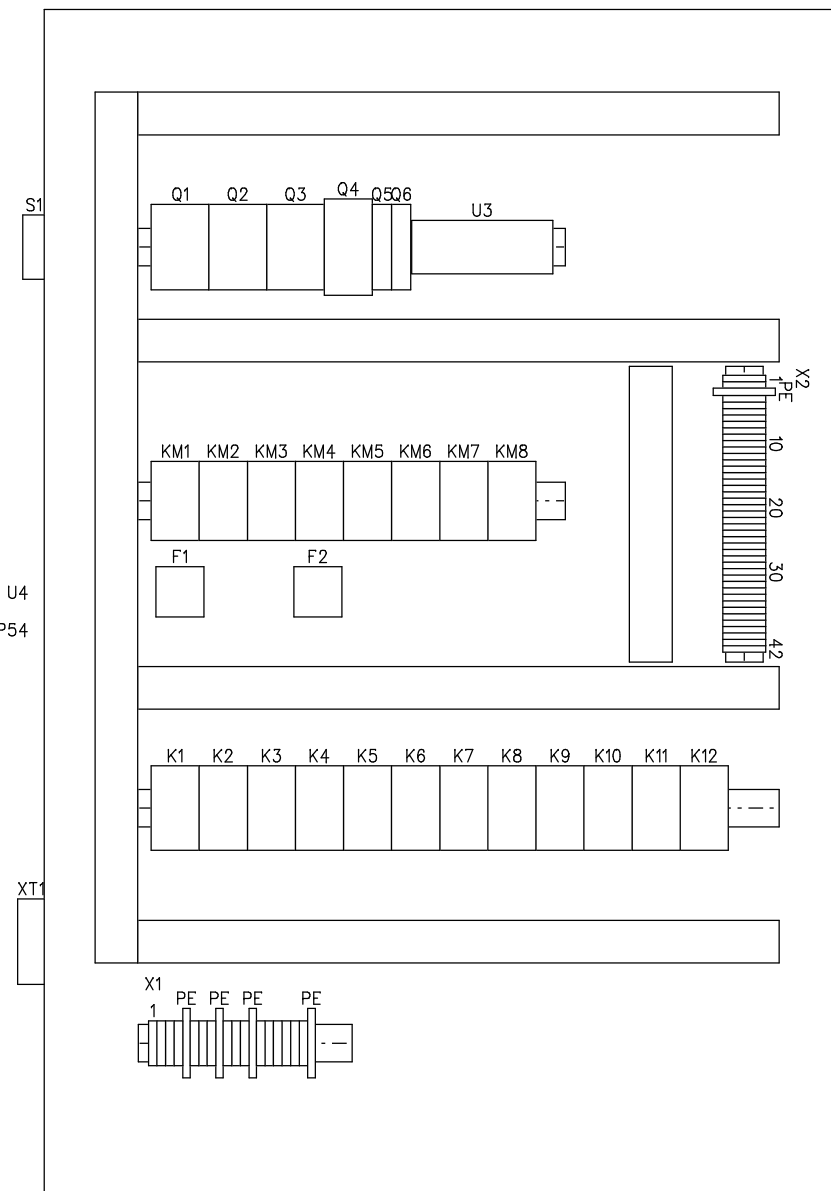 S1
Q1 Q2 Q3 Q4 Q5 Q6 U3
X2
1
PE
10
20
30
42
KM1 KM2 KM3 KM4 KM5 KM6 KM7 KM8
F1 F2
U4
P54
K1 K2 K3 K4 K5 K6 K7 K8 K9 K10 K11 K12
XT1
X1
1 PE PE PE PE